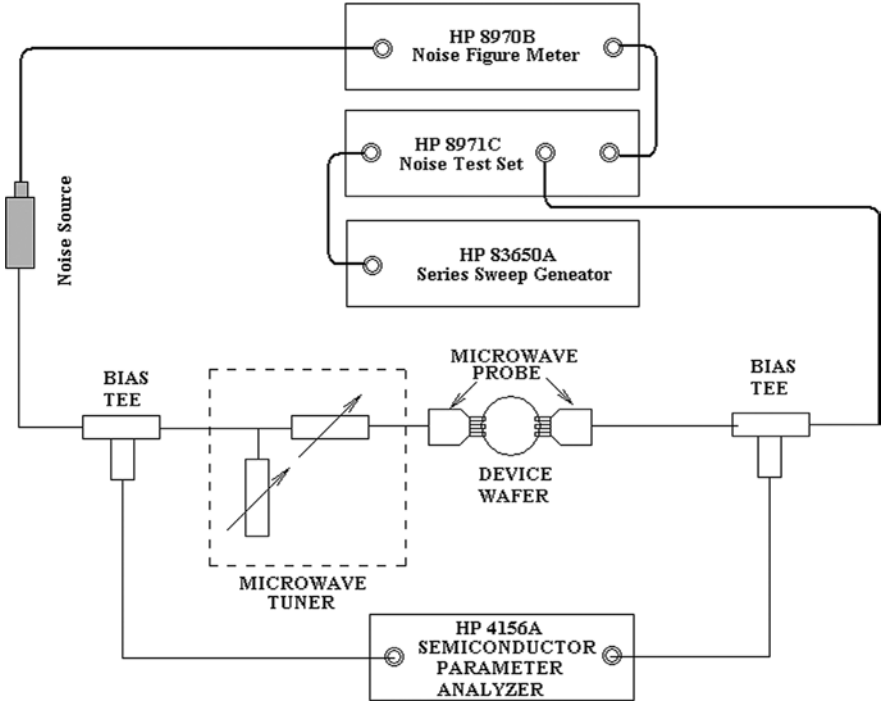 HP 8970B
Noise Figure Meter
HP 8971C
Noise Test Set
HP 83650A
Series Sweep Geneator
Noise Source
BIAS
TEE
MICROWAVE
PROBE
BIAS
TEE
DEVICE
WAFER
MICROWAVE
TUNER
HP 4156A
SEMICONDUCTOR
PARAMETER
ANALYZER